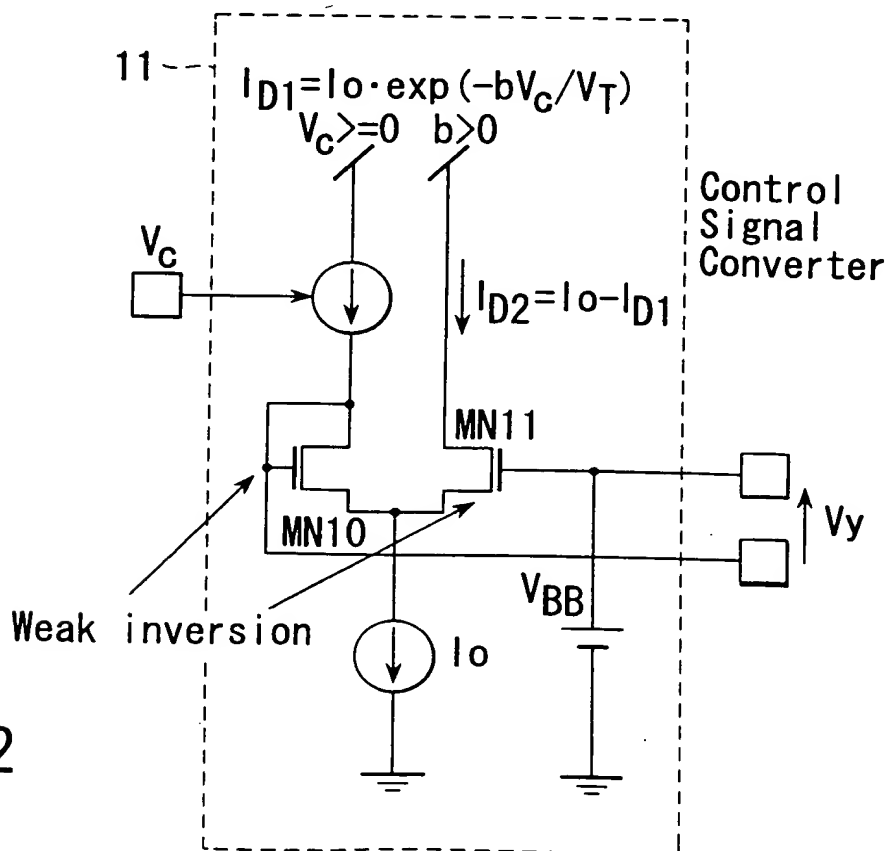 11
I_D1=Io·exp(-bV_c/V_T)
V_c>=0 b>0
Control
Signal
Converter
V_c
I_D2=Io-I_D1
MN11
MN10
Vy
V_BB
Weak inversion
Io
2